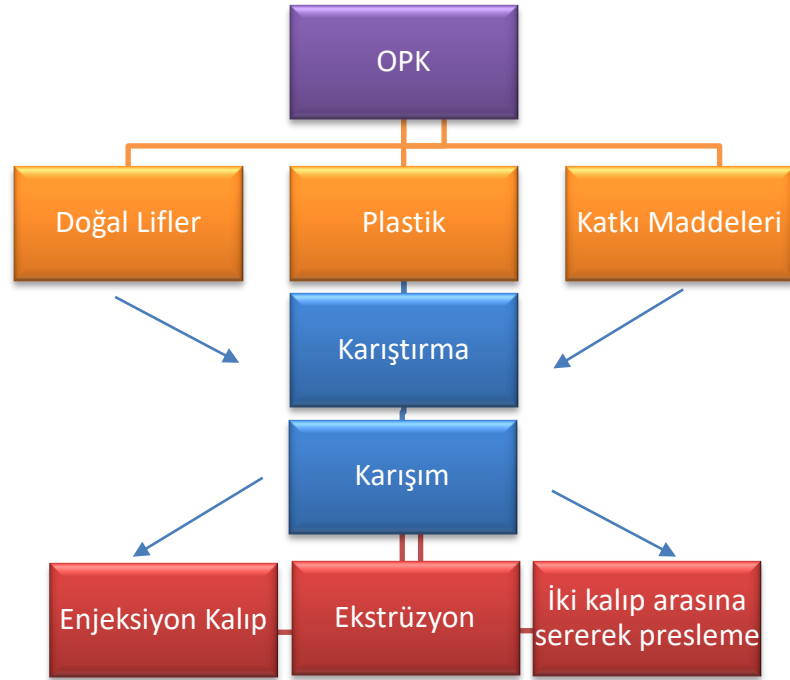 OPK
Doğal Lifler
Plastik
Katkı Maddeleri
Karıştırma
Karışım
Enjeksiyon Kalıp
Ekstrüzyon
İki kalıp arasına
sererek presleme